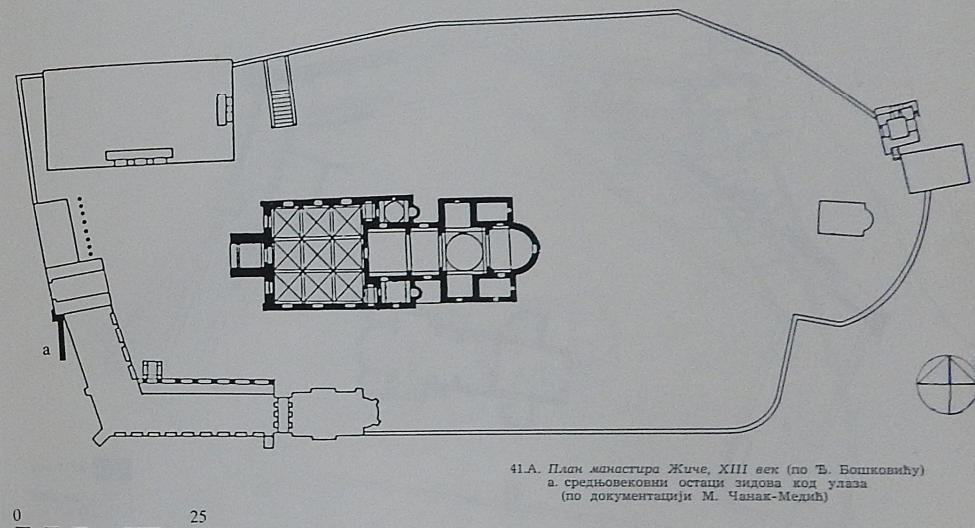 a
41.А. План манастира Жиче, XIII век (по Ђ. Бошковићу)
а. средњовековни остаци зидова код улаза
(по документацији М. Чанак-Медић)
0 25